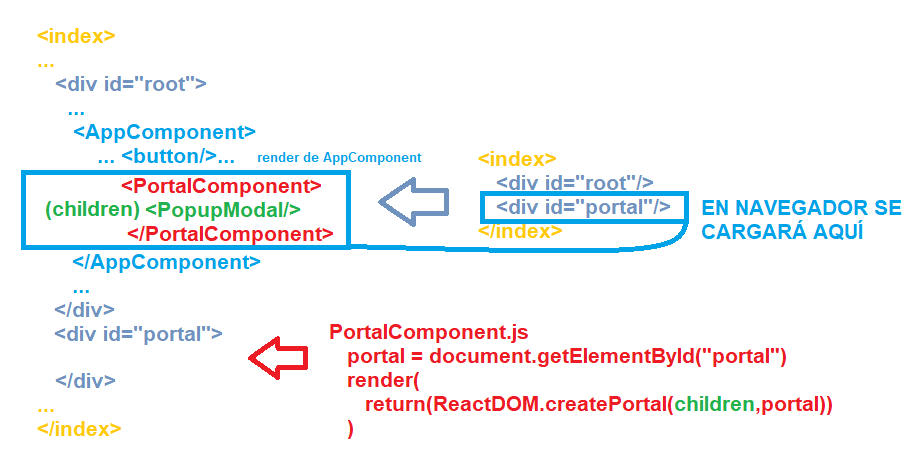 <index>
...
<div id="root">
...
<AppComponent>
... <button/>... render de AppComponent
<PortalComponent>
(children) <PopupModal/>
</PortalComponent>
</AppComponent>
...
</div>
<div id="portal">
</div>
...
</index>
<index>
<div id="root"/>
<div id="portal"/>
</index>
EN NAVEGADOR SE
CARGARÁ AQUÍ
PortalComponent.js
portal = document.getElementById("portal")
render(
return(ReactDOM.createPortal(children,portal))
)